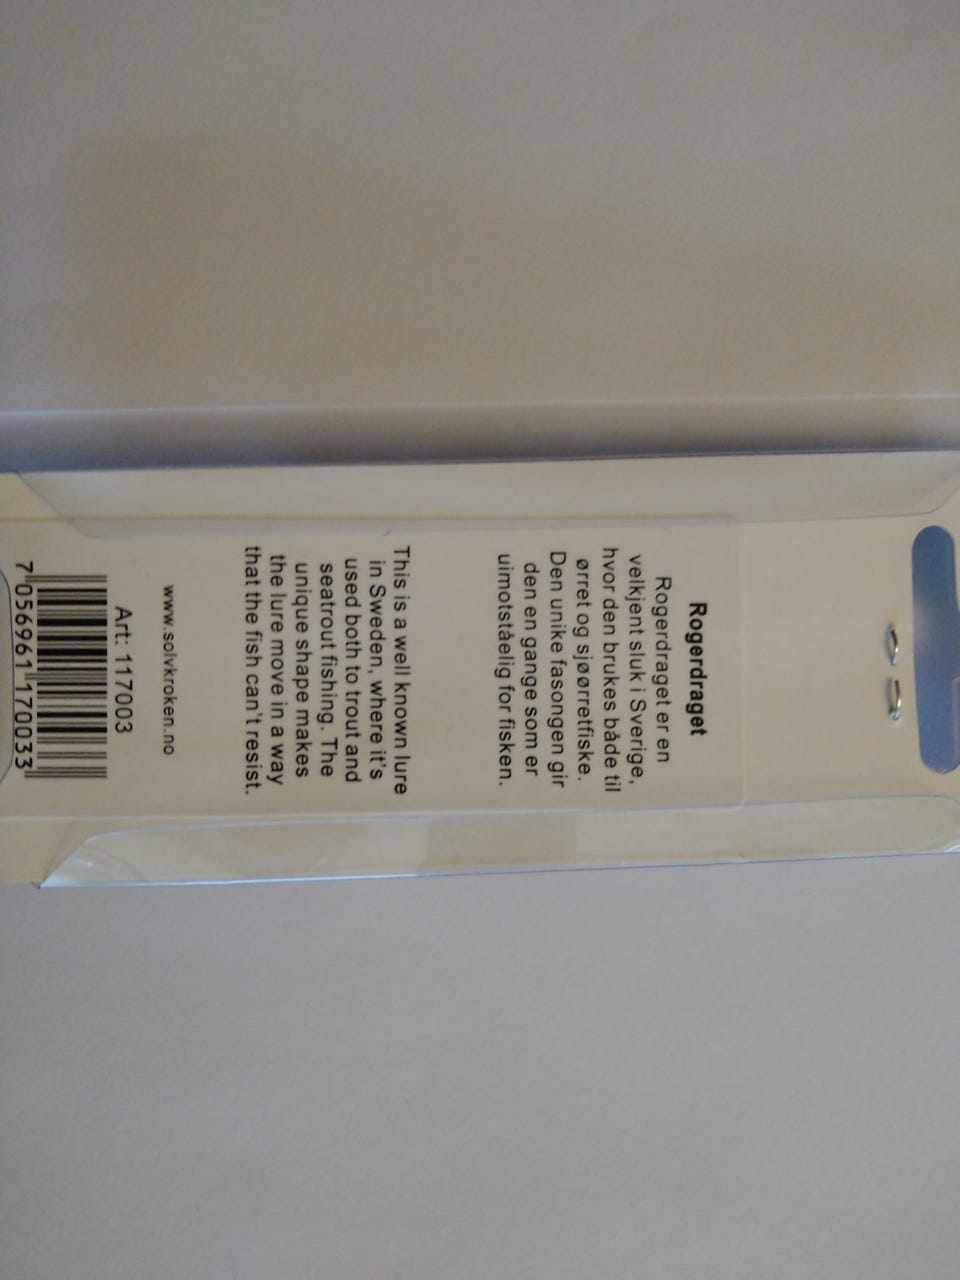 Rogerdraget
Rogerdraget er en
velkjent sluk i Sverige,
hvor den brukes både til
ørret og sjøørretfiske.
Den unike fasongen gir
den en gange som er
uimotståelig for fisken.
This is a well known lure
in Sweden, where it's
used both to trout and
seatrout fishing. The
unique shape makes
the lure move in a way
that the fish can't resist.
www.solvkroken.no
Art: 117003
7 056961 170033